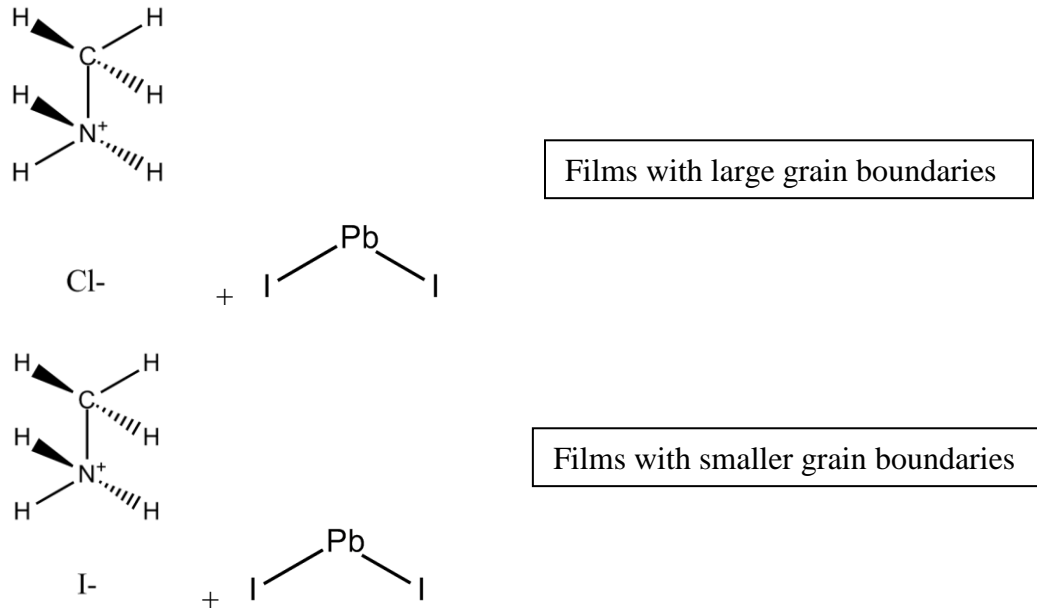 H H
C
H H
N+
H H
Films with large grain boundaries
Pb
Cl- + I I
H H
C
H H
N+
H H
Films with smaller grain boundaries
Pb
I- + I I